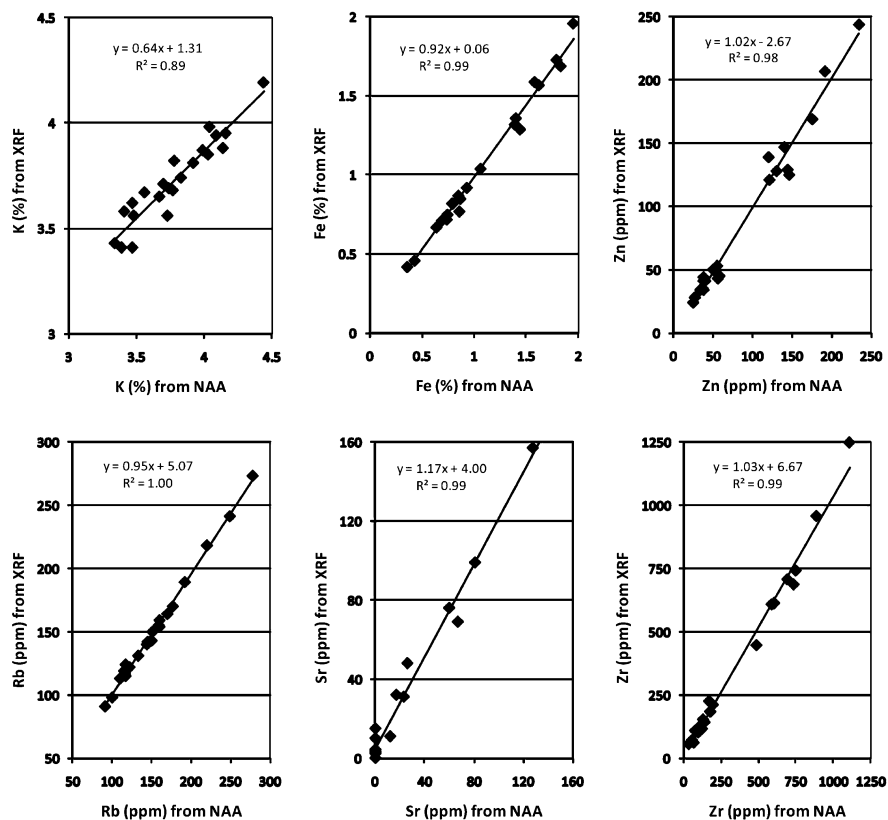 4.5
4
3.5
3
K (%) from XRF
y = 0.64x + 1.31
R² = 0.89
3 3.5 4 4.5
K (%) from NAA
2
1.5
1
0.5
0
Fe (%) from XRF
y = 0.92x + 0.06
R² = 0.99
0 0.5 1 1.5 2
Fe (%) from NAA
250
200
150
100
50
0
Zn (ppm) from XRF
y = 1.02x - 2.67
R² = 0.98
0 50 100 150 200 250
Zn (ppm) from NAA
300
250
200
150
100
50
Rb (ppm) from XRF
y = 0.95x + 5.07
R² = 1.00
50 100 150 200 250 300
Rb (ppm) from NAA
160
120
80
40
0
Sr (ppm) from XRF
y = 1.17x + 4.00
R² = 0.99
0 40 80 120 160
Sr (ppm) from NAA
1250
1000
750
500
250
0
Zr (ppm) from XRF
y = 1.03x + 6.67
R² = 0.99
0 250 500 750 1000 1250
Zr (ppm) from NAA